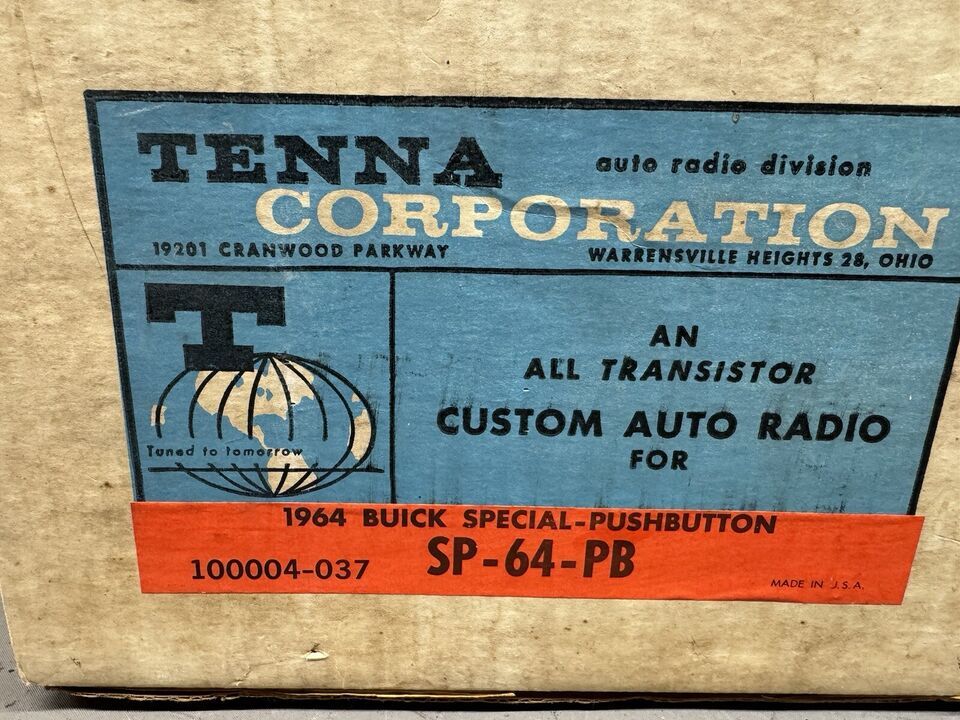 TENNA
auto radio division
CORPORATION
19201 CRANWOOD PARKWAY
WARRENSVILLE HEIGHTS 28, OHIO
T
Tuned to tomorrow
AN
ALL TRANSISTOR
CUSTOM AUTO RADIO
FOR
1964 BUICK SPECIAL-PUSHBUTTON
100004-037 SP-64-PB
MADE IN U.S.A.